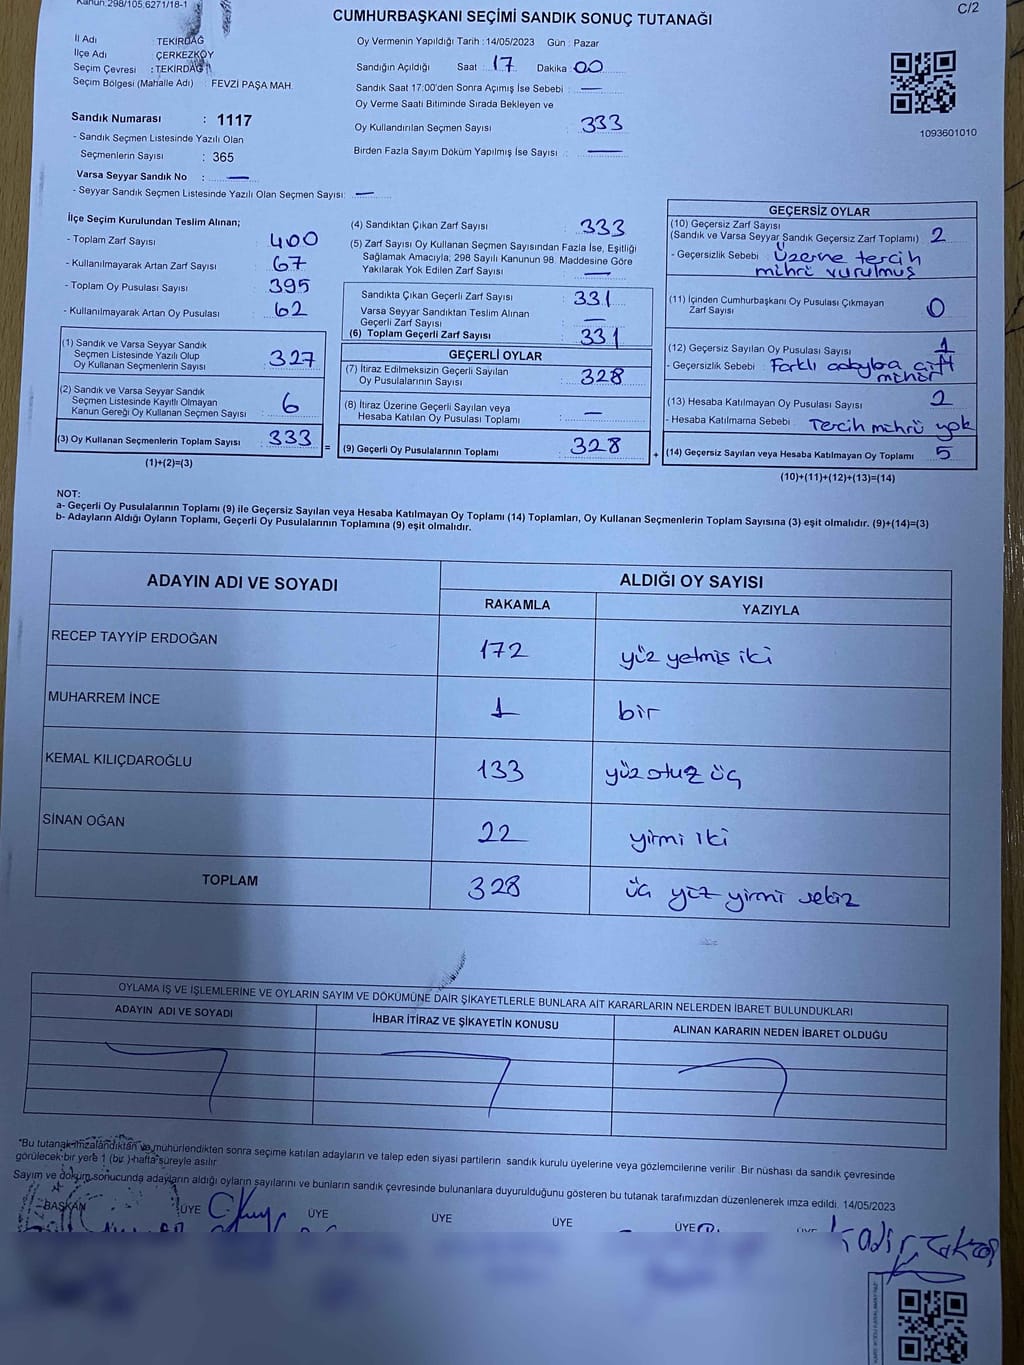 Kanun:298/105,6271/18-1
C/2
CUMHURBAŞKANI SEÇİMİ SANDIK SONUÇ TUTANAĞI
İl Adı TEKİRDAĞ
İlçe Adı ÇERKEZKÖY
Seçim Çevresi : TEKİRDAĞ
Seçim Bölgesi (Mahalle Adı) : FEVZİ PAŞA MAH.
Sandık Numarası : 1117
- Sandık Seçmen Listesinde Yazılı Olan
Seçmenlerin Sayısı : 365
Varsa Seyyar Sandık No : —
- Seyyar Sandık Seçmen Listesinde Yazılı Olan Seçmen Sayısı: —
Oy Vermenin Yapıldığı Tarih : 14/05/2023 Gün : Pazar
Sandığın Açıldığı Saat : 17 Dakika : 00
Sandık Saat 17:00'den Sonra Açımış İse Sebebi : —
Oy Verme Saati Bitiminde Sırada Bekleyen ve
Oy Kullandırılan Seçmen Sayısı : 333
Birden Fazla Sayım Döküm Yapılmış İse Sayısı : —
1093601010
İlçe Seçim Kurulundan Teslim Alınan;
- Toplam Zarf Sayısı : 400
- Kullanılmayarak Artan Zarf Sayısı : 67
- Toplam Oy Pusulası Sayısı : 395
- Kullanılmayarak Artan Oy Pusulası : 62
(1) Sandık ve Varsa Seyyar Sandık
Seçmen Listesinde Yazılı Olup
Oy Kullanan Seçmenlerin Sayısı : 327
(2) Sandık ve Varsa Seyyar Sandık
Seçmen Listesinde Kayıtlı Olmayan
Kanun Gereği Oy Kullanan Seçmen Sayısı : 6
(3) Oy Kullanan Seçmenlerin Toplam Sayısı : 333
(1)+(2)=(3)
(4) Sandıktan Çıkan Zarf Sayısı : 333
(5) Zarf Sayısı Oy Kullanan Seçmen Sayısından Fazla İse, Eşitliği
Sağlamak Amacıyla; 298 Sayılı Kanunun 98. Maddesine Göre
Yakılarak Yok Edilen Zarf Sayısı : —
Sandıkta Çıkan Geçerli Zarf Sayısı : 331
Varsa Seyyar Sandıktan Teslim Alınan
Geçerli Zarf Sayısı : —
(6) Toplam Geçerli Zarf Sayısı : 331
GEÇERLİ OYLAR
(7) İtiraz Edilmeksizin Geçerli Sayılan
Oy Pusulalarının Sayısı : 328
(8) İtiraz Üzerine Geçerli Sayılan veya
Hesaba Katılan Oy Pusulası Toplamı : —
= (9) Geçerli Oy Pusulalarının Toplamı : 328
GEÇERSİZ OYLAR
(10) Geçersiz Zarf Sayısı
(Sandık ve Varsa Seyyar Sandık Geçersiz Zarf Toplamı) : 2
- Geçersizlik Sebebi : Üzerine tercih
mihrü vurulmuş
(11) İçinden Cumhurbaşkanı Oy Pusulası Çıkmayan
Zarf Sayısı : 0
(12) Geçersiz Sayılan Oy Pusulası Sayısı : 1
- Geçersizlik Sebebi : Farklı çift
(13) Hesaba Katılmayan Oy Pusulası Sayısı : 2
- Hesaba Katılmama Sebebi : Tercih mührü yok
+ (14) Geçersiz Sayılan veya Hesaba Katılmayan Oy Toplamı : 5
(10)+(11)+(12)+(13)=(14)
NOT:
a- Geçerli Oy Pusulalarının Toplamı (9) ile Geçersiz Sayılan veya Hesaba Katılmayan Oy Toplamı (14) Toplamları, Oy Kullanan Seçmenlerin Toplam Sayısına (3) eşit olmalıdır. (9)+(14)=(3)
b- Adayların Aldığı Oyların Toplamı, Geçerli Oy Pusulalarının Toplamına (9) eşit olmalıdır.
ADAYIN ADI VE SOYADI ALDIĞI OY SAYISI
RAKAMLA YAZIYLA
RECEP TAYYİP ERDOĞAN 172 yüz yetmiş iki
MUHARREM İNCE 1 bir
KEMAL KILIÇDAROĞLU 133 yüz otuz üç
SİNAN OĞAN 22 yirmi iki
TOPLAM 328 üç yüz yirmi sekiz
OYLAMA İŞ VE İŞLEMLERİNE VE OYLARIN SAYIM VE DÖKÜMÜNE DAİR ŞİKAYETLERLE BUNLARA AİT KARARLARIN NELERDEN İBARET BULUNDUKLARI
ADAYIN ADI VE SOYADI İHBAR İTİRAZ VE ŞİKAYETİN KONUSU ALINAN KARARIN NEDEN İBARET OLDUĞU
*Bu tutanak imzalandıktan ve mühürlendikten sonra seçime katılan adayların ve talep eden siyasi partilerin sandık kurulu üyelerine veya gözlemcilerine verilir. Bir nüshası da sandık çevresinde
görülecek bir yere 1 (bir) hafta süreyle asılır.
Sayım ve döküm sonucunda adayların aldığı oyların sayılarını ve bunların sandık çevresinde bulunanlara duyurulduğunu gösteren bu tutanak tarafımızdan düzenlenerek imza edildi. 14/05/2023
BAŞKAN ÜYE ÜYE ÜYE ÜYE ÜYE